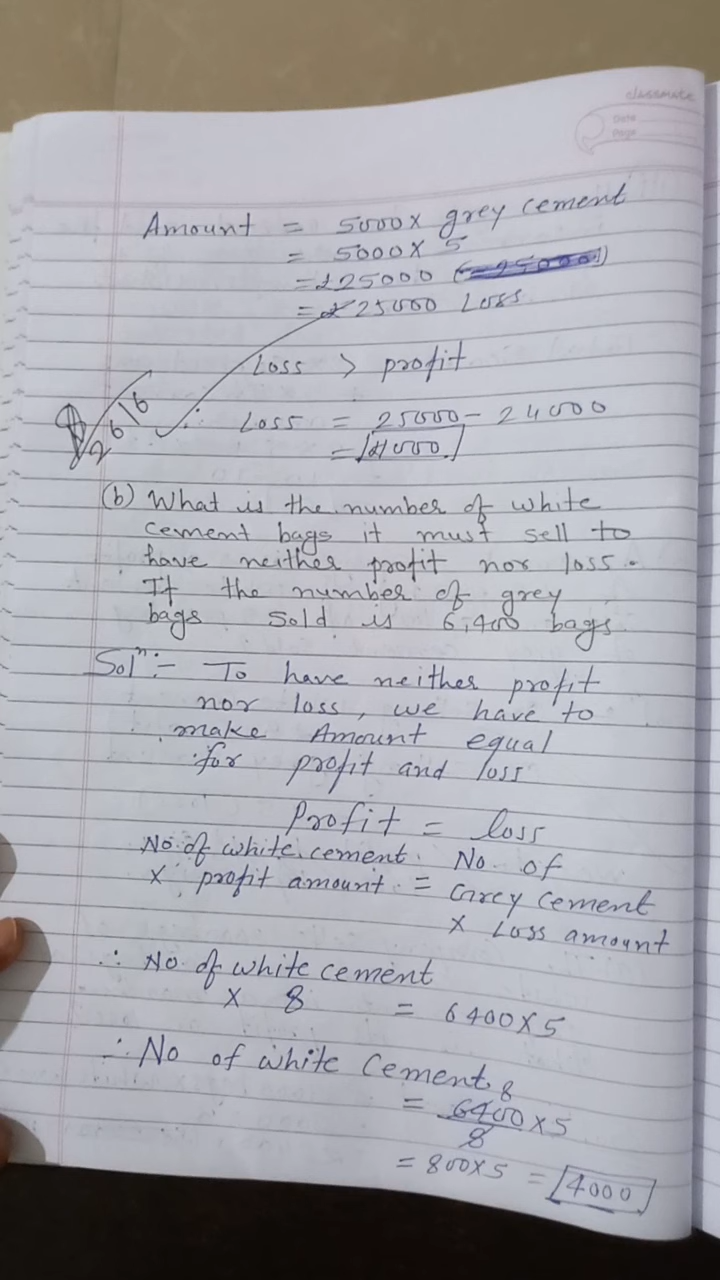 classmate
Date
Page
Amount = 5000 x grey cement
= 5000 x 5
= ₹25000
= ₹25000 Loss
Loss > profit
26/6
∴ Loss = 25000 - 24000
= ₹1000
(b) What is the number of white
cement bags it must sell to
have neither profit nor loss.
If the number of grey
bags sold is 6,400 bags
Solⁿ:- To have neither profit
nor loss, we have to
make Amount equal
for profit and loss
Profit = loss
No. of white cement x profit amount = No. of Grey cement x Loss amount
∴ No. of white cement x 8 = 6400 x 5
∴ No of white cement
= 6400 x 5 / 8
= 800 x 5 = 4000